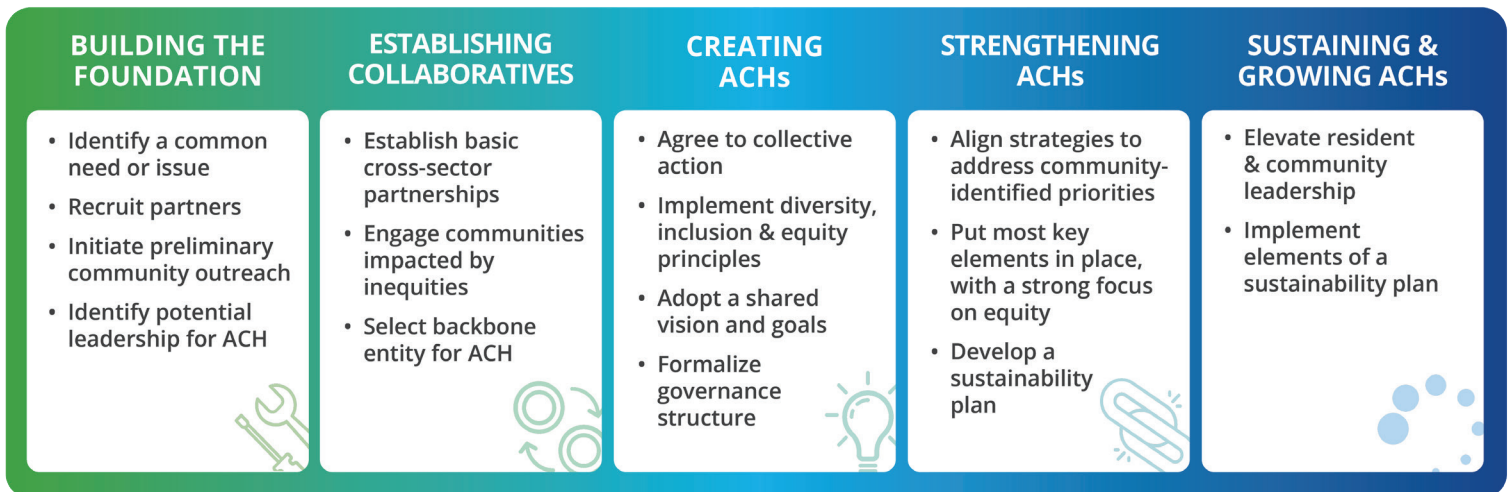 BUILDING THE
FOUNDATION
• Identify a common
need or issue
• Recruit partners
• Initiate preliminary
community outreach
• Identify potential
leadership for ACH
ESTABLISHING
COLLABORATIVES
• Establish basic
cross-sector
partnerships
• Engage communities
impacted by
inequities
• Select backbone
entity for ACH
CREATING
ACHs
• Agree to collective
action
• Implement diversity,
inclusion & equity
principles
• Adopt a shared
vision and goals
• Formalize
governance
structure
STRENGTHENING
ACHs
• Align strategies to
address community-
identified priorities
• Put most key
elements in place,
with a strong focus
on equity
• Develop a
sustainability
plan
SUSTAINING &
GROWING ACHs
• Elevate resident
& community
leadership
• Implement
elements of a
sustainability plan